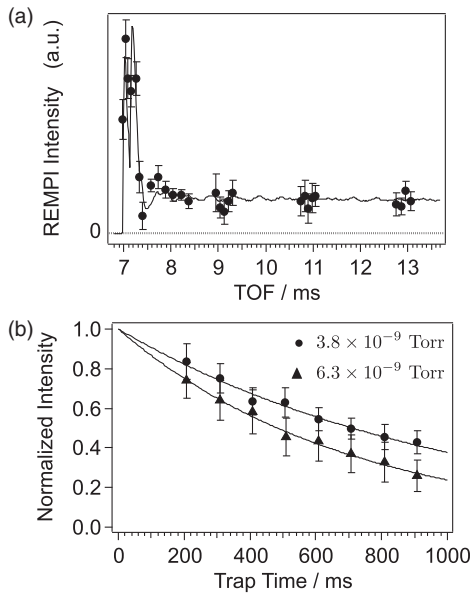 (a)
REMPI Intensity (a.u.)
0
7 8 9 10 11 12 13
TOF / ms
(b)
Normalized Intensity
1.0
0.8
0.6
0.4
0.2
0.0
3.8 × 10⁻⁹ Torr
6.3 × 10⁻⁹ Torr
0 200 400 600 800 1000
Trap Time / ms